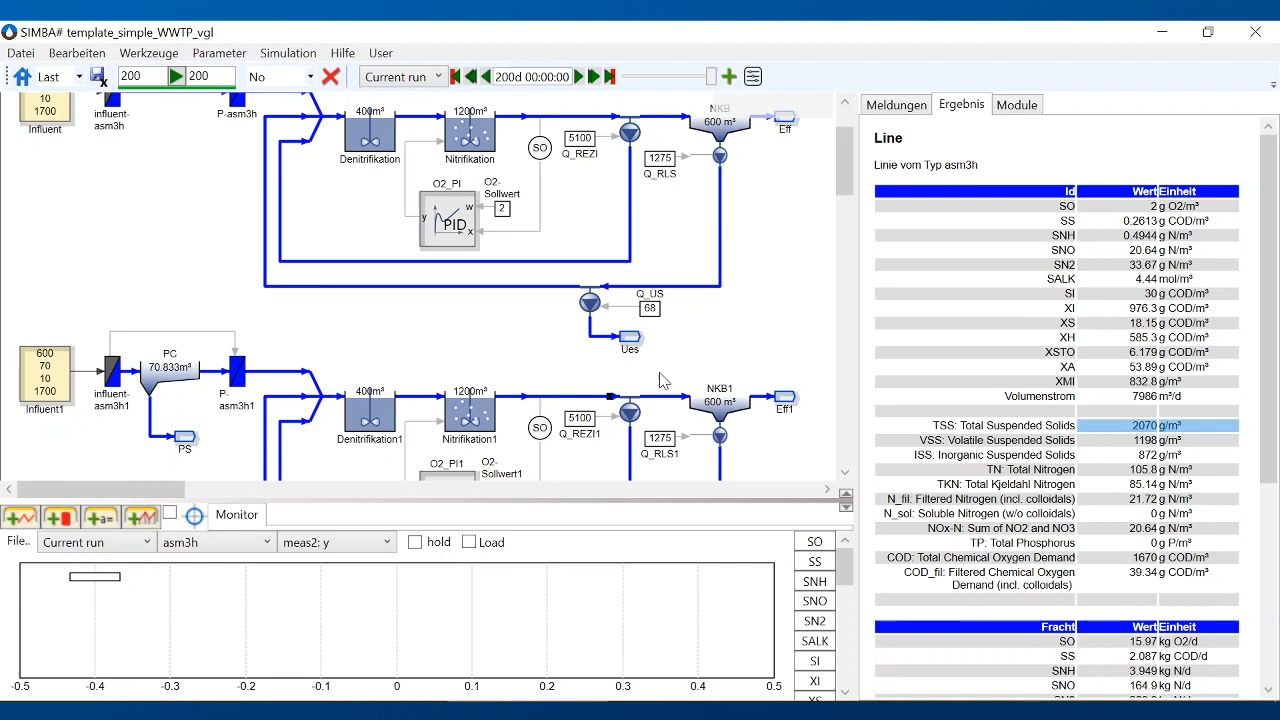 SIMBA# template_simple_WWTP_vgl
Datei Bearbeiten Werkzeuge Parameter Simulation Hilfe User
Last 200 200 No Current run 200d 00:00:00
10
1700
Influent
influent-
asm3h
P-asm3h
400m³
Denitrifikation
1200m³
Nitrifikation
SO
5100
Q_REZI
1275
Q_RLS
NKB
600 m³
Eff
O2_PI
y PID w x
O2-
Sollwert
2
Q_US
68
Ues
600
70
10
1700
Influent1
influent-
asm3h1
PC
70.833m³
PS
P-
asm3h1
400m³
Denitrifikation1
1200m³
Nitrifikation1
SO
5100
Q_REZI1
1275
Q_RLS1
NKB1
600 m³
Eff1
O2_PI1
O2-
Sollwert1
Monitor
File.. Current run asm3h meas2: y hold Load
SO
SS
SNH
SNO
SN2
SALK
SI
XI
XS
-0.5 -0.4 -0.3 -0.2 -0.1 0 0.1 0.2 0.3 0.4 0.5
Meldungen Ergebnis Module
Line
Linie vom Typ asm3h
Id Wert Einheit
SO 2 g O2/m³
SS 0.2613 g COD/m³
SNH 0.4944 g N/m³
SNO 20.64 g N/m³
SN2 33.67 g N/m³
SALK 4.44 mol/m³
SI 30 g COD/m³
XI 976.3 g COD/m³
XS 18.15 g COD/m³
XH 585.3 g COD/m³
XSTO 6.179 g COD/m³
XA 53.89 g COD/m³
XMI 832.8 g/m³
Volumenstrom 7986 m³/d
TSS: Total Suspended Solids 2070 g/m³
VSS: Volatile Suspended Solids 1198 g/m³
ISS: Inorganic Suspended Solids 872 g/m³
TN: Total Nitrogen 105.8 g N/m³
TKN: Total Kjeldahl Nitrogen 85.14 g N/m³
N_fil: Filtered Nitrogen (incl. colloidals) 21.72 g N/m³
N_sol: Soluble Nitrogen (w/o colloidals) 0 g N/m³
NOx-N: Sum of NO2 and NO3 20.64 g N/m³
TP: Total Phosphorus 0 g P/m³
COD: Total Chemical Oxygen Demand 1670 g COD/m³
COD_fil: Filtered Chemical Oxygen 39.34 g COD/m³
Demand (incl. colloidals)
Fracht Wert Einheit
SO 15.97 kg O2/d
SS 2.087 kg COD/d
SNH 3.949 kg N/d
SNO 164.9 kg N/d